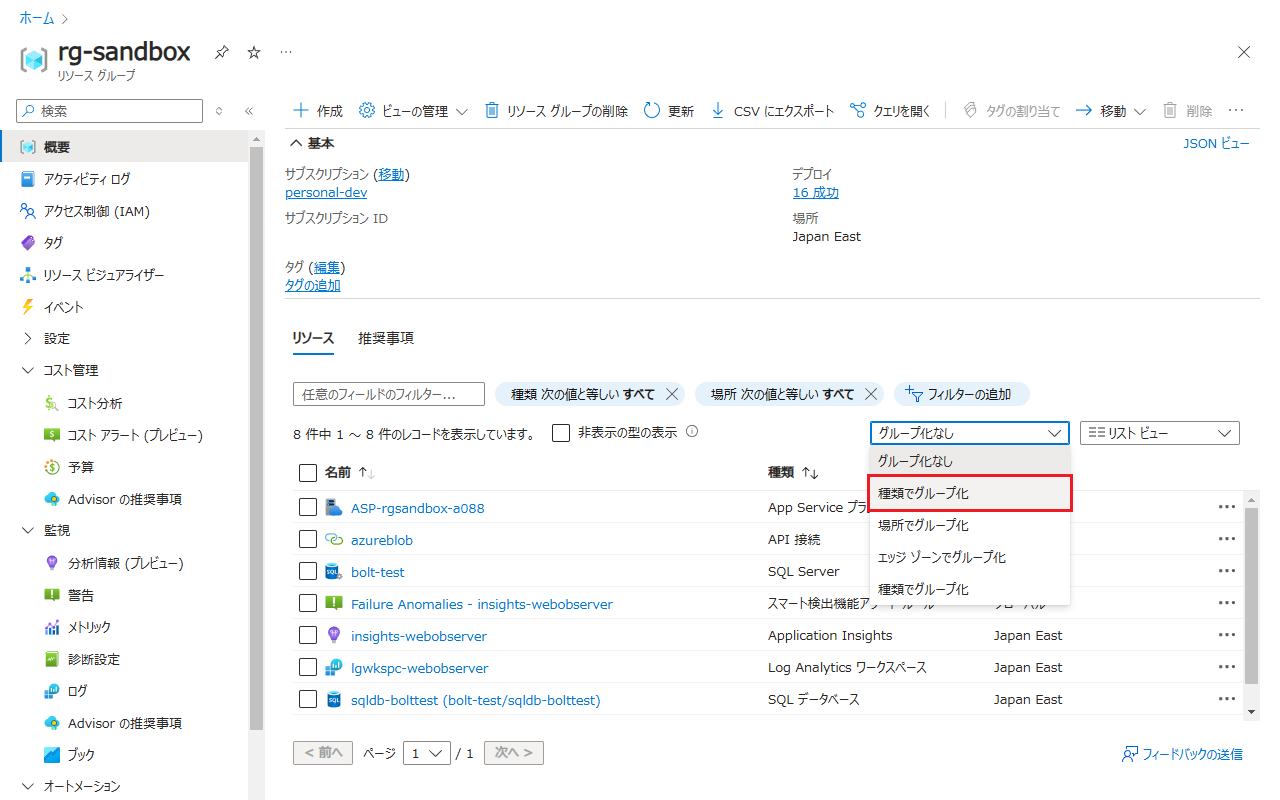 ホーム
rg-sandbox
リソース グループ
検索
作成 ビューの管理 リソース グループの削除 更新 CSV にエクスポート クエリを開く タグの割り当て 移動 削除
概要
アクティビティ ログ
アクセス制御 (IAM)
タグ
リソース ビジュアライザー
イベント
設定
コスト管理
コスト分析
コスト アラート (プレビュー)
予算
Advisor の推奨事項
監視
分析情報 (プレビュー)
警告
メトリック
診断設定
ログ
Advisor の推奨事項
ブック
オートメーション
基本 JSON ビュー
サブスクリプション (移動) デプロイ
personal-dev 16 成功
サブスクリプション ID 場所
Japan East
タグ (編集)
タグの追加
リソース 推奨事項
任意のフィールドのフィルター... 種類 次の値と等しい すべて 場所 次の値と等しい すべて フィルターの追加
8 件中 1 ～ 8 件のレコードを表示しています。 非表示の型の表示 グループ化なし リスト ビュー
グループ化なし
種類でグループ化
場所でグループ化
エッジ ゾーンでグループ化
種類でグループ化
名前 種類
ASP-rgsandbox-a088 App Service プラ
azureblob API 接続
bolt-test SQL Server
Failure Anomalies - insights-webobserver スマート検出機能
insights-webobserver Application Insights Japan East
lgwkspc-webobserver Log Analytics ワークスペース Japan East
sqldb-bolttest (bolt-test/sqldb-bolttest) SQL データベース Japan East
< 前へ ページ 1 / 1 次へ >
フィードバックの送信